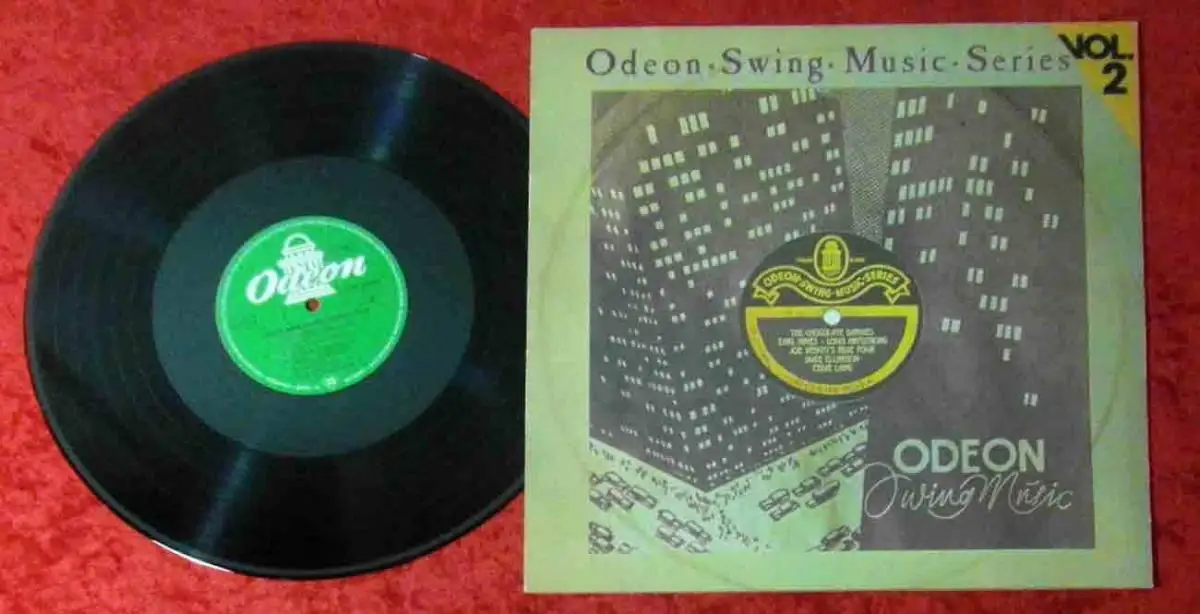 Odeon
Odeon · Swing · Music · Series
VOL.
2
ODEON·SWING·MUSIC·SERIES
THE CHOCOLATE DANDIES
EARL HINES - LOUIS ARMSTRONG
JOE VENUTI'S BLUE FOUR
DUKE ELLINGTON
EDDIE LANG
ODEON
Swing Music